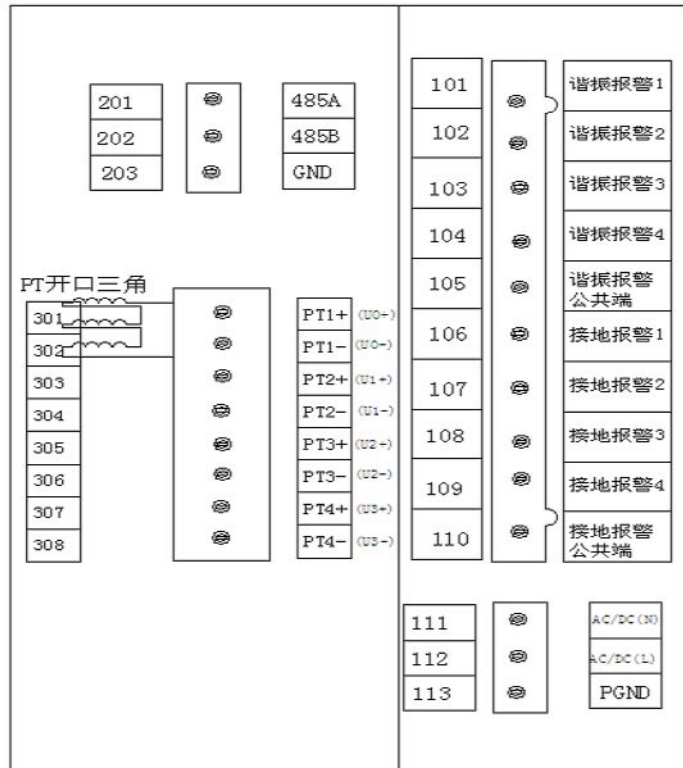 201 485A
202 485B
203 GND
PT开口三角
301 PT1+ (U0+)
302 PT1- (U0-)
303 PT2+ (U1+)
304 PT2- (U1-)
305 PT3+ (U2+)
306 PT3- (U2-)
307 PT4+ (U3+)
308 PT4- (U3-)
101 谐振报警1
102 谐振报警2
103 谐振报警3
104 谐振报警4
105 谐振报警
公共端
106 接地报警1
107 接地报警2
108 接地报警3
109 接地报警4
110 接地报警
公共端
111 AC/DC(N)
112 AC/DC(L)
113 PGND